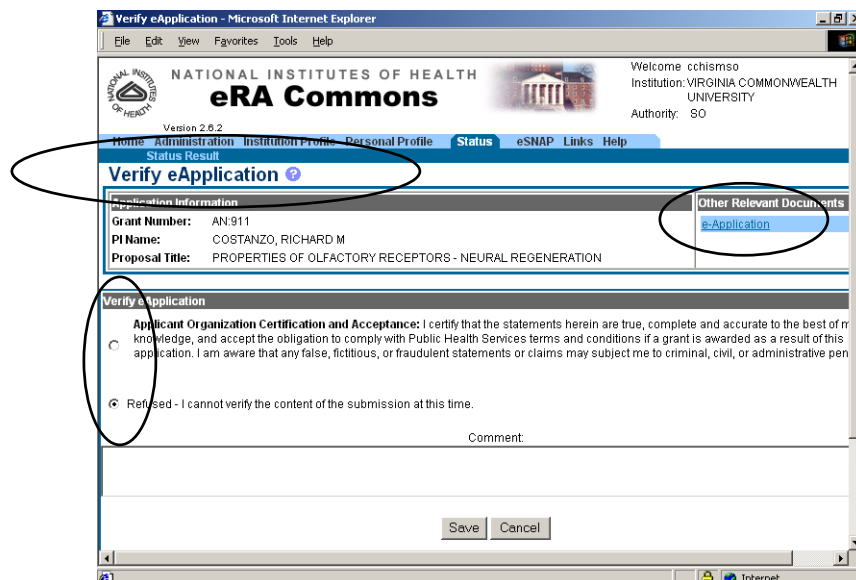 Verify eApplication - Microsoft Internet Explorer
File Edit View Favorites Tools Help
NATIONAL INSTITUTES OF HEALTH
eRA Commons
NATIONAL INSTITUTES OF HEALTH
Version 2.6.2
Welcome cchismso
Institution: VIRGINIA COMMONWEALTH
UNIVERSITY
Authority: SO
Home Administration Institution Profile Personal Profile Status eSNAP Links Help
Status Result
Verify eApplication ?
Application Information
Grant Number: AN:911
PI Name: COSTANZO, RICHARD M
Proposal Title: PROPERTIES OF OLFACTORY RECEPTORS - NEURAL REGENERATION
Other Relevant Documents
e-Application
Verify eApplication
Applicant Organization Certification and Acceptance: I certify that the statements herein are true, complete and accurate to the best of m
knowledge, and accept the obligation to comply with Public Health Services terms and conditions if a grant is awarded as a result of this
application. I am aware that any false, fictitious, or fraudulent statements or claims may subject me to criminal, civil, or administrative pen
Refused - I cannot verify the content of the submission at this time.
Comment:
Save Cancel
Internet